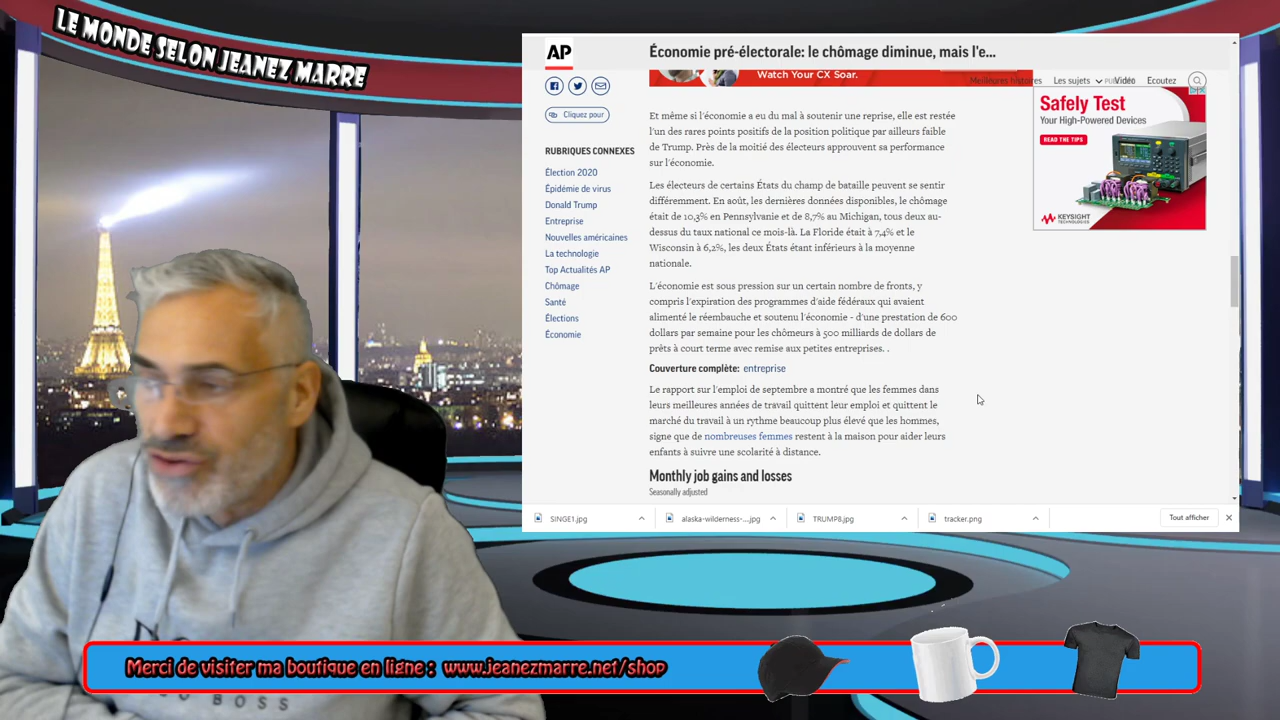 LE MONDE SELON JEANEZ MARRE
AP
Économie pré-électorale: le chômage diminue, mais l'e...
Watch Your CX Soar.
Meilleures histoires
Les sujets
Vidéo
Ecoutez
Cliquez pour
RUBRIQUES CONNEXES
Élection 2020
Épidémie de virus
Donald Trump
Entreprise
Nouvelles américaines
La technologie
Top Actualités AP
Chômage
Santé
Élections
Économie
Et même si l'économie a eu du mal à soutenir une reprise, elle est restée
l'un des rares points positifs de la position politique par ailleurs faible
de Trump. Près de la moitié des électeurs approuvent sa performance
sur l'économie.
Les électeurs de certains États du champ de bataille peuvent se sentir
différemment. En août, les dernières données disponibles, le chômage
était de 10,3% en Pennsylvanie et de 8,7% au Michigan, tous deux au-
dessus du taux national ce mois-là. La Floride était à 7,4% et le
Wisconsin à 6,2%, les deux États étant inférieurs à la moyenne
nationale.
L'économie est sous pression sur un certain nombre de fronts, y
compris l'expiration des programmes d'aide fédéraux qui avaient
alimenté le réembauche et soutenu l'économie - d'une prestation de 600
dollars par semaine pour les chômeurs à 500 milliards de dollars de
prêts à court terme avec remise aux petites entreprises. .
Couverture complète: entreprise
Le rapport sur l'emploi de septembre a montré que les femmes dans
leurs meilleures années de travail quittent leur emploi et quittent le
marché du travail à un rythme beaucoup plus élevé que les hommes,
signe que de nombreuses femmes restent à la maison pour aider leurs
enfants à suivre une scolarité à distance.
Monthly job gains and losses
Seasonally adjusted
Safely Test
Your High-Powered Devices
READ THE TIPS
KEYSIGHT
TECHNOLOGIES
SINGE1.jpg
alaska-wilderness-....jpg
TRUMP8.jpg
tracker.png
Tout afficher
Merci de visiter ma boutique en ligne : www.jeanezmarre.net/shop
BOSS